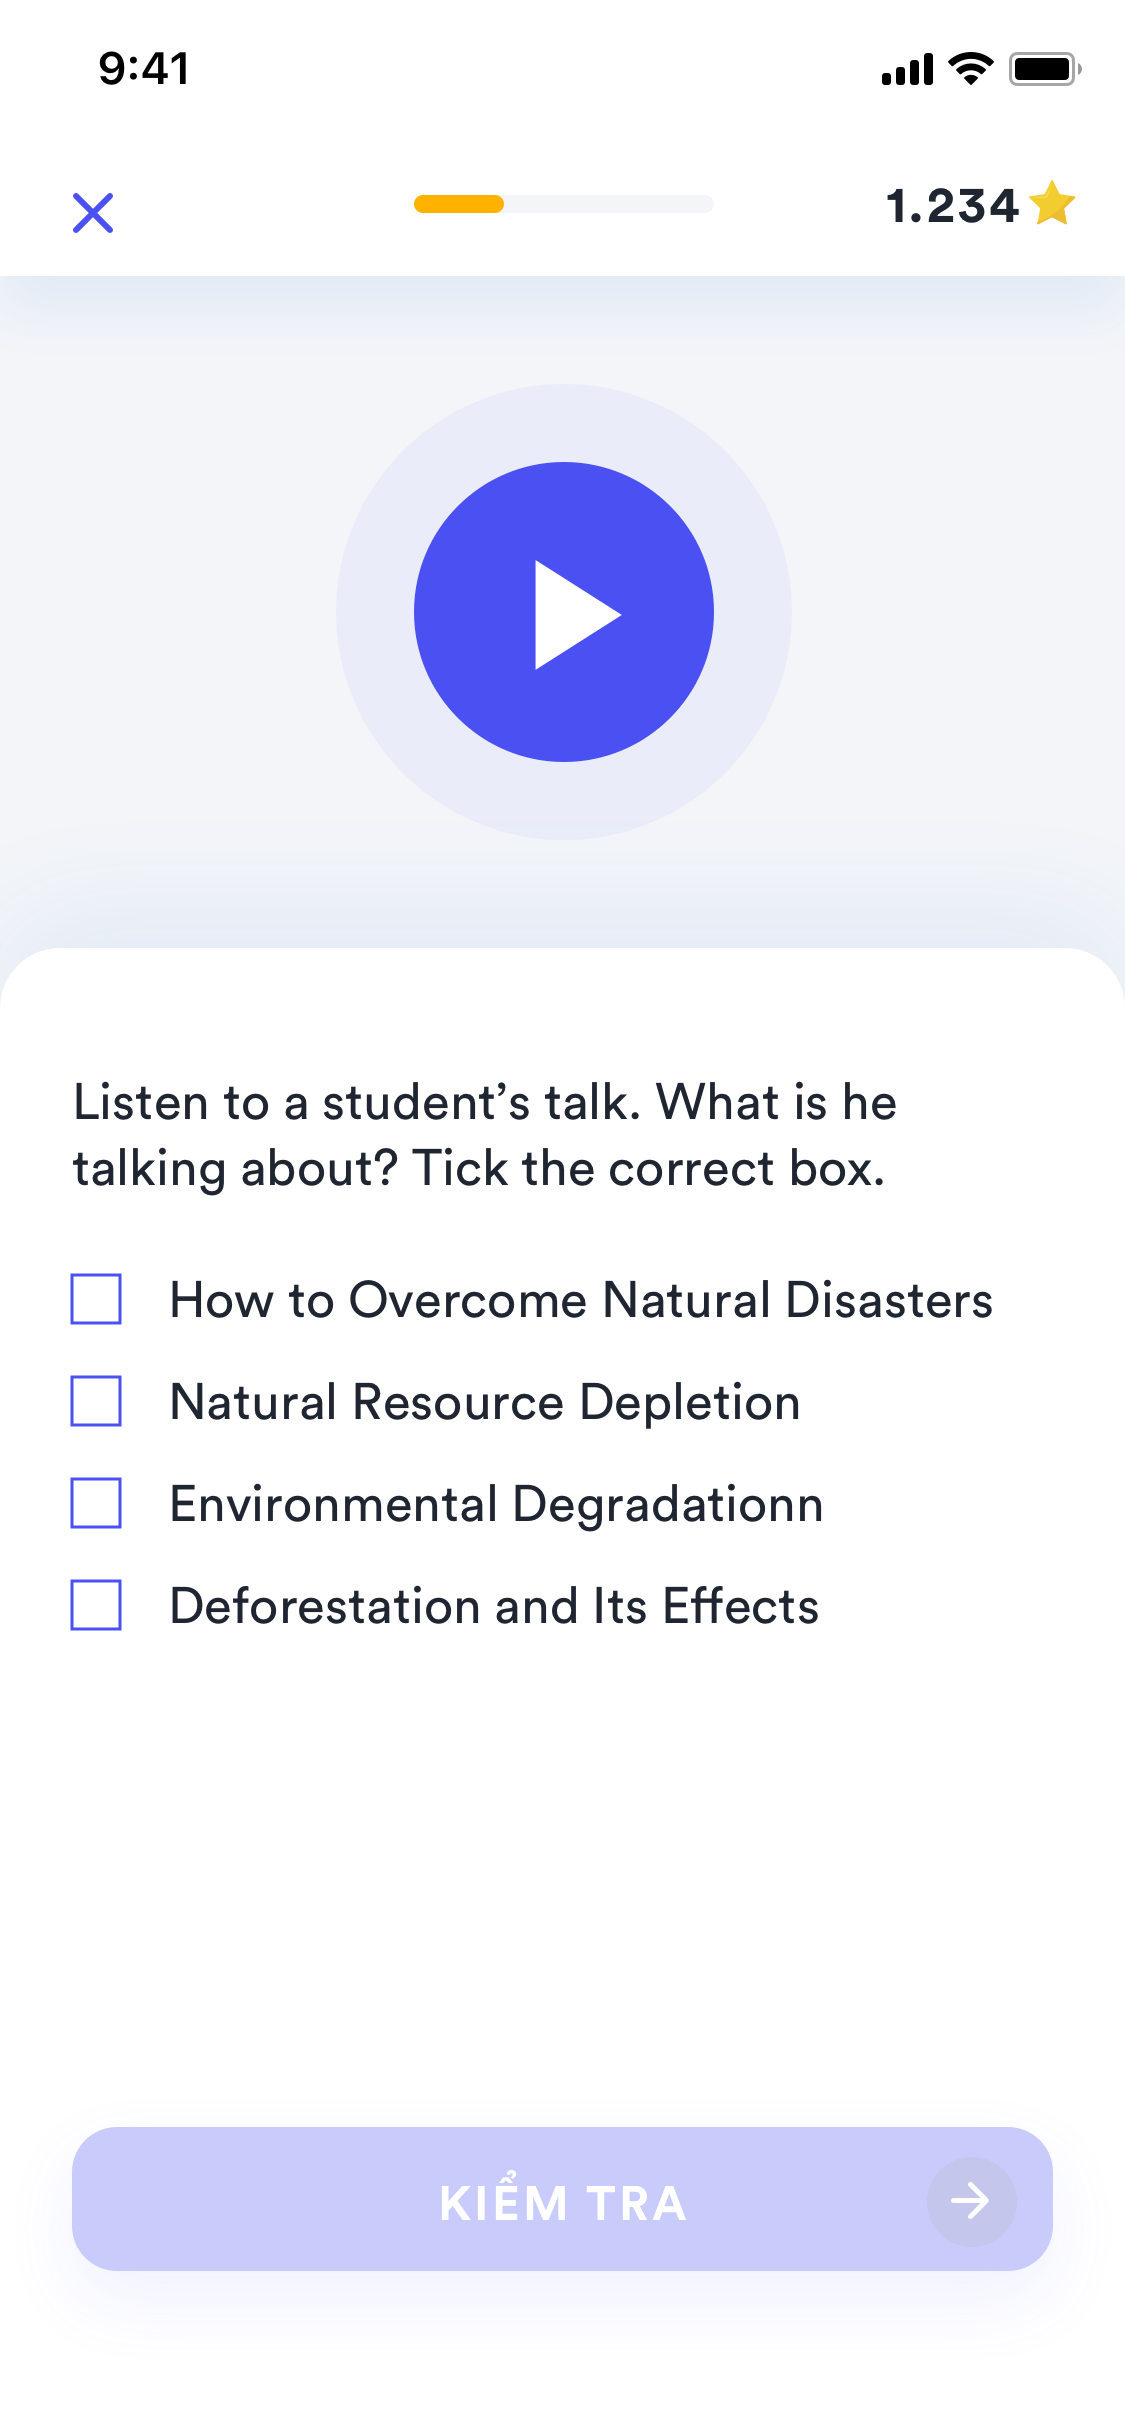 9:41
1.234
Listen to a student’s talk. What is he
talking about? Tick the correct box.
How to Overcome Natural Disasters
Natural Resource Depletion
Environmental Degradationn
Deforestation and Its Effects
KIỂM TRA